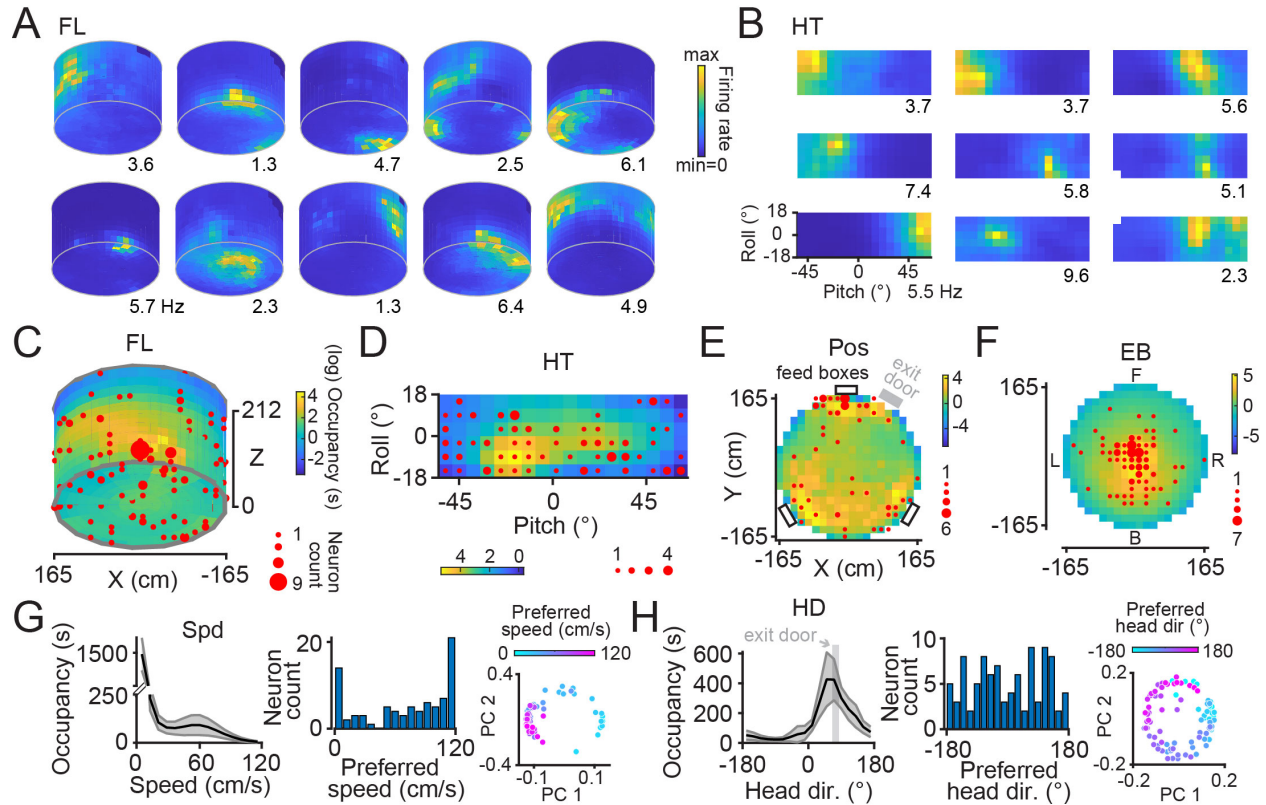 A FL
max
Firing rate
min=0
3.6 1.3 4.7 2.5 6.1
5.7 Hz 2.3 1.3 6.4 4.9
B HT
3.7 3.7 5.6
7.4 5.8 5.1
Roll (°)
18
0
-18
-45 0 45
Pitch (°) 5.5 Hz 9.6 2.3
C FL
(log) Occupancy (s)
4
2
0
-2
212
Z
0
165 X (cm) -165
Neuron count
1
9
D HT
Roll (°)
18
0
-18
-45 0 45
Pitch (°)
4 2 0
1 4
E Pos
feed boxes
exit door
165
Y (cm)
-165
-165 165
X (cm)
4
0
-4
1
6
F EB
F
165
L R
-165
B
-165 165
5
0
-5
1
7
G Spd
Occupancy (s)
1500
250
0
0 60 120
Speed (cm/s)
Neuron count
20
0
0 120
Preferred speed (cm/s)
Preferred speed (cm/s)
0 120
0.4
PC 2
-0.4
-0.1 0.1
PC 1
H HD
exit door
Occupancy (s)
600
400
200
0
-180 0 180
Head dir. (°)
Neuron count
10
5
0
-180 180
Preferred head dir. (°)
Preferred head dir (°)
-180 180
0.2
PC 2
-0.2
-0.2 0.2
PC 1